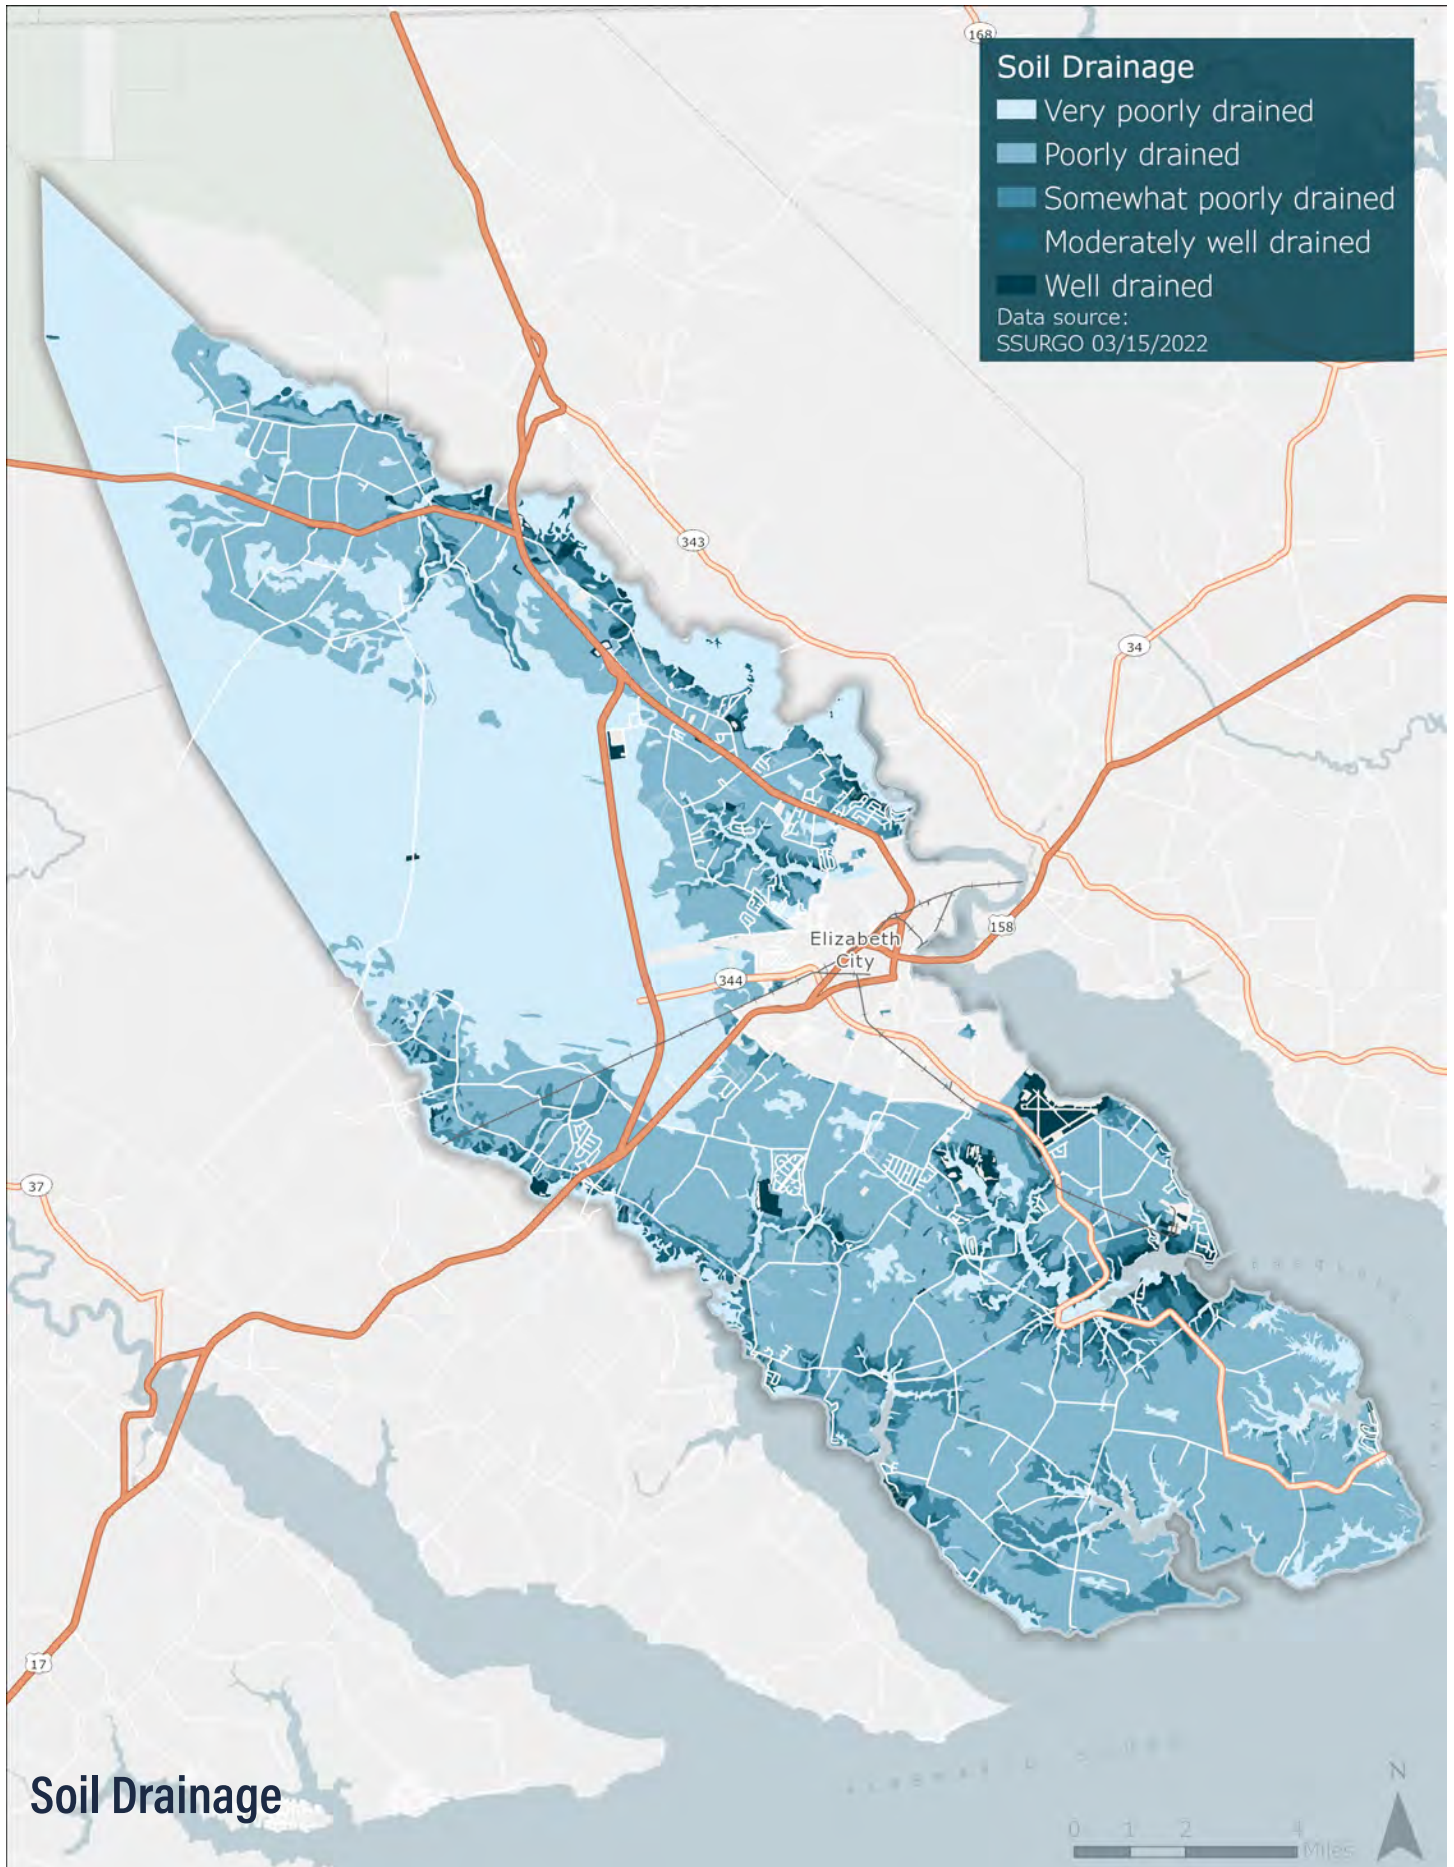 168
Soil Drainage
Very poorly drained
Poorly drained
Somewhat poorly drained
Moderately well drained
Well drained
Data source:
SSURGO 03/15/2022
343
34
Elizabeth
City
158
344
37
17
Soil Drainage
N
0 1 2 4
Miles